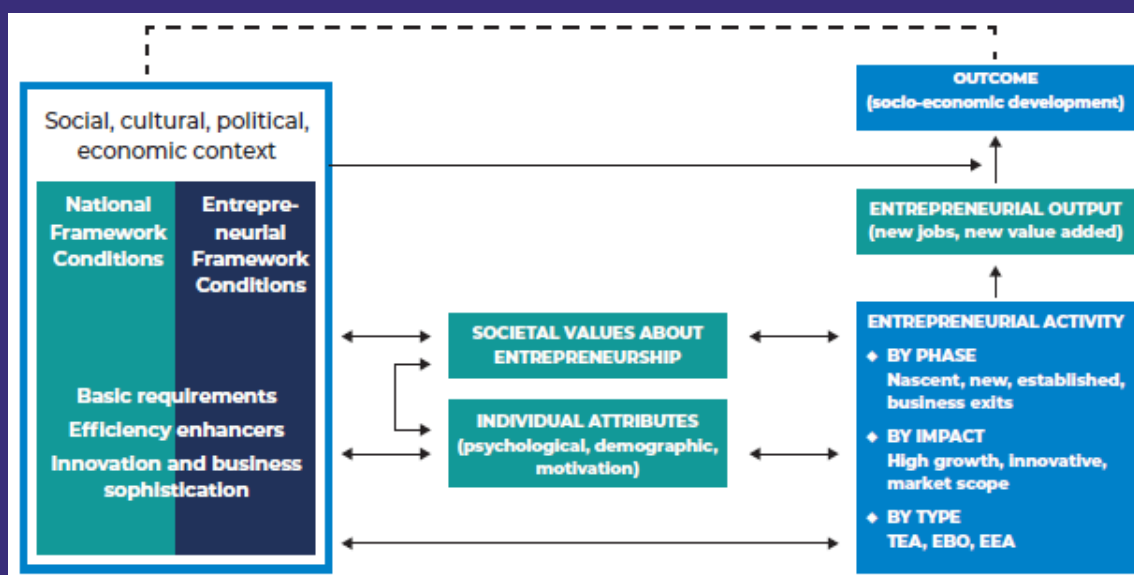 Social, cultural, political,
economic context
National
Framework
Conditions
Entrepre-
neurial
Framework
Conditions
Basic requirements
Efficiency enhancers
Innovation and business
sophistication
SOCIETAL VALUES ABOUT
ENTREPRENEURSHIP
INDIVIDUAL ATTRIBUTES
(psychological, demographic,
motivation)
OUTCOME
(socio-economic development)
ENTREPRENEURIAL OUTPUT
(new jobs, new value added)
ENTREPRENEURIAL ACTIVITY
◆ BY PHASE
Nascent, new, established,
business exits
◆ BY IMPACT
High growth, innovative,
market scope
◆ BY TYPE
TEA, EBO, EEA